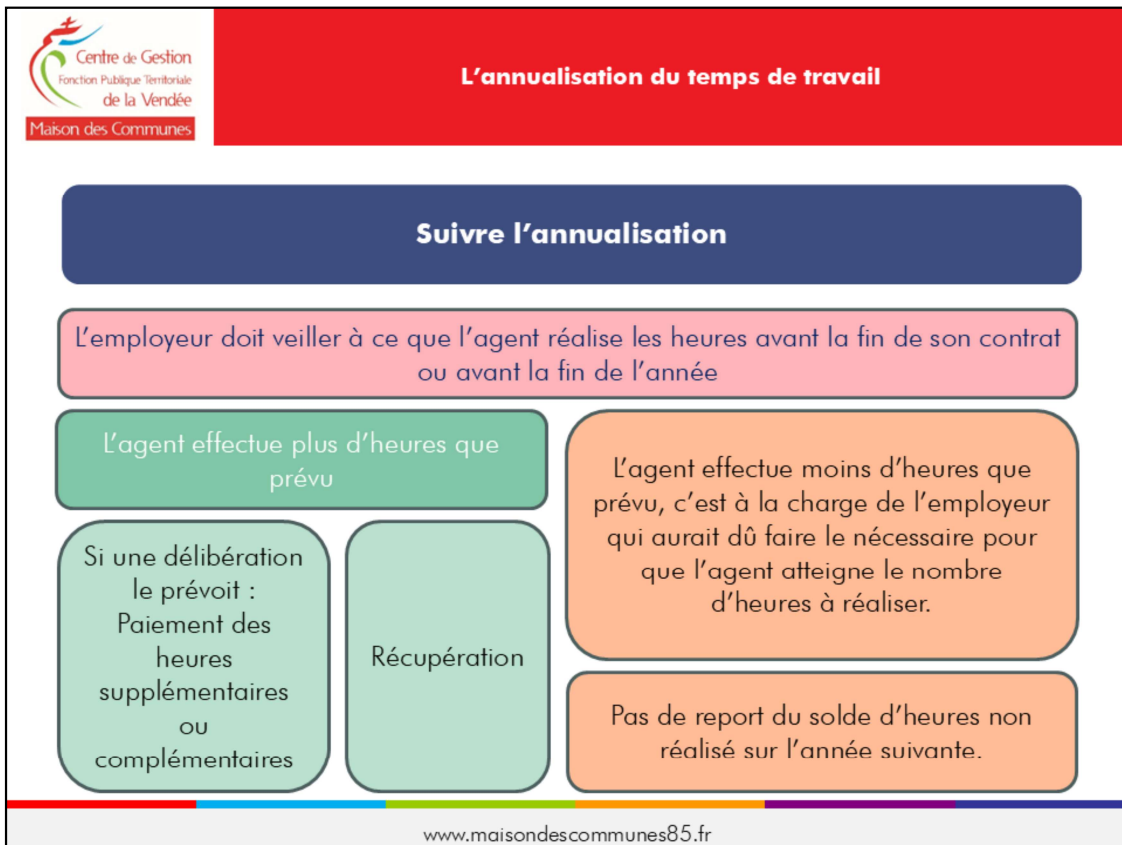 Centre de Gestion
Fonction Publique Territoriale
de la Vendée
Maison des Communes
L'annualisation du temps de travail
Suivre l'annualisation
L'employeur doit veiller à ce que l'agent réalise les heures avant la fin de son contrat
ou avant la fin de l'année
L'agent effectue plus d'heures que
prévu
Si une délibération
le prévoit :
Paiement des
heures
supplémentaires
ou
complémentaires
Récupération
L'agent effectue moins d'heures que
prévu, c'est à la charge de l'employeur
qui aurait dû faire le nécessaire pour
que l'agent atteigne le nombre
d'heures à réaliser.
Pas de report du solde d'heures non
réalisé sur l'année suivante.
www.maisondescommunes85.fr